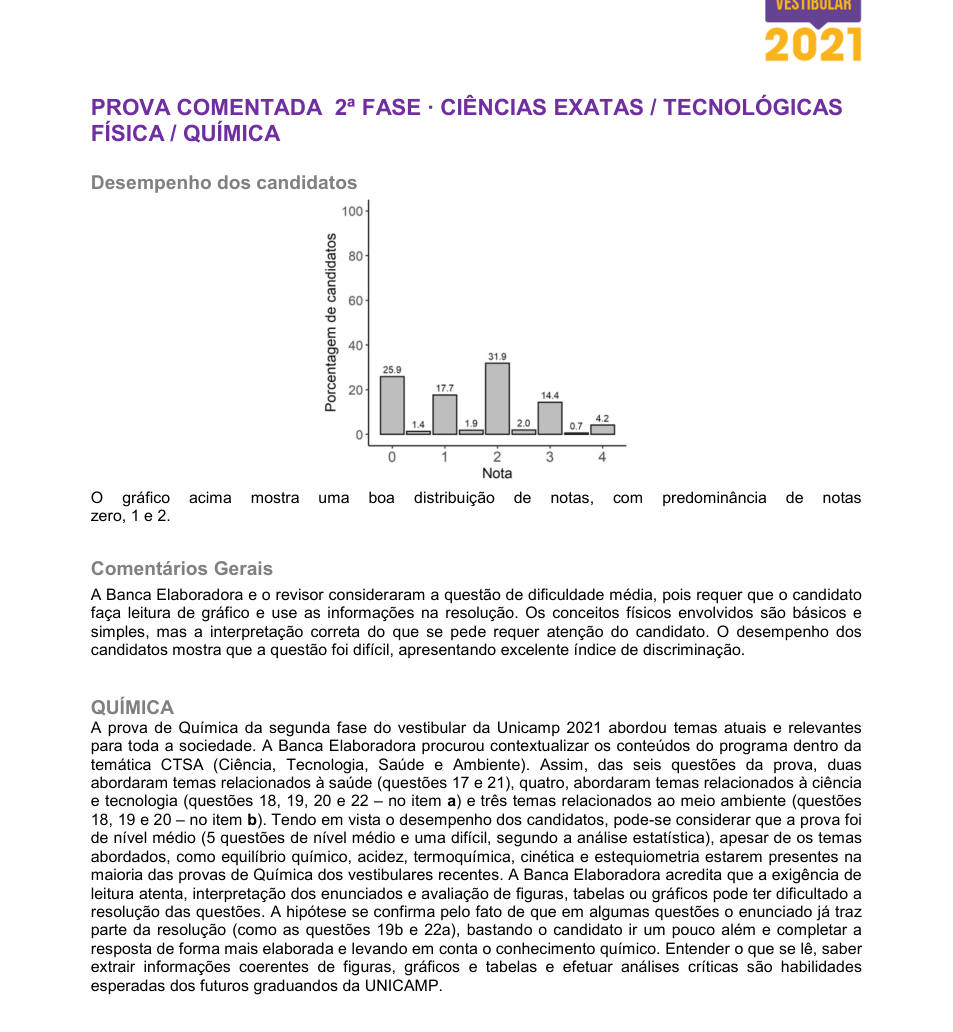 VESTIBULAR
2021
PROVA COMENTADA 2ª FASE · CIÊNCIAS EXATAS / TECNOLÓGICAS
FÍSICA / QUÍMICA
Desempenho dos candidatos
Porcentagem de candidatos
100
80
60
40
20
0
25.9
1.4
17.7
1.9
31.9
2.0
14.4
0.7
4.2
0 1 2 3 4
Nota
O gráfico acima mostra uma boa distribuição de notas, com predominância de notas
zero, 1 e 2.
Comentários Gerais
A Banca Elaboradora e o revisor consideraram a questão de dificuldade média, pois requer que o candidato
faça leitura de gráfico e use as informações na resolução. Os conceitos físicos envolvidos são básicos e
simples, mas a interpretação correta do que se pede requer atenção do candidato. O desempenho dos
candidatos mostra que a questão foi difícil, apresentando excelente índice de discriminação.
QUÍMICA
A prova de Química da segunda fase do vestibular da Unicamp 2021 abordou temas atuais e relevantes
para toda a sociedade. A Banca Elaboradora procurou contextualizar os conteúdos do programa dentro da
temática CTSA (Ciência, Tecnologia, Saúde e Ambiente). Assim, das seis questões da prova, duas
abordaram temas relacionados à saúde (questões 17 e 21), quatro, abordaram temas relacionados à ciência
e tecnologia (questões 18, 19, 20 e 22 – no item a) e três temas relacionados ao meio ambiente (questões
18, 19 e 20 – no item b). Tendo em vista o desempenho dos candidatos, pode-se considerar que a prova foi
de nível médio (5 questões de nível médio e uma difícil, segundo a análise estatística), apesar de os temas
abordados, como equilíbrio químico, acidez, termoquímica, cinética e estequiometria estarem presentes na
maioria das provas de Química dos vestibulares recentes. A Banca Elaboradora acredita que a exigência de
leitura atenta, interpretação dos enunciados e avaliação de figuras, tabelas ou gráficos pode ter dificultado a
resolução das questões. A hipótese se confirma pelo fato de que em algumas questões o enunciado já traz
parte da resolução (como as questões 19b e 22a), bastando o candidato ir um pouco além e completar a
resposta de forma mais elaborada e levando em conta o conhecimento químico. Entender o que se lê, saber
extrair informações coerentes de figuras, gráficos e tabelas e efetuar análises críticas são habilidades
esperadas dos futuros graduandos da UNICAMP.